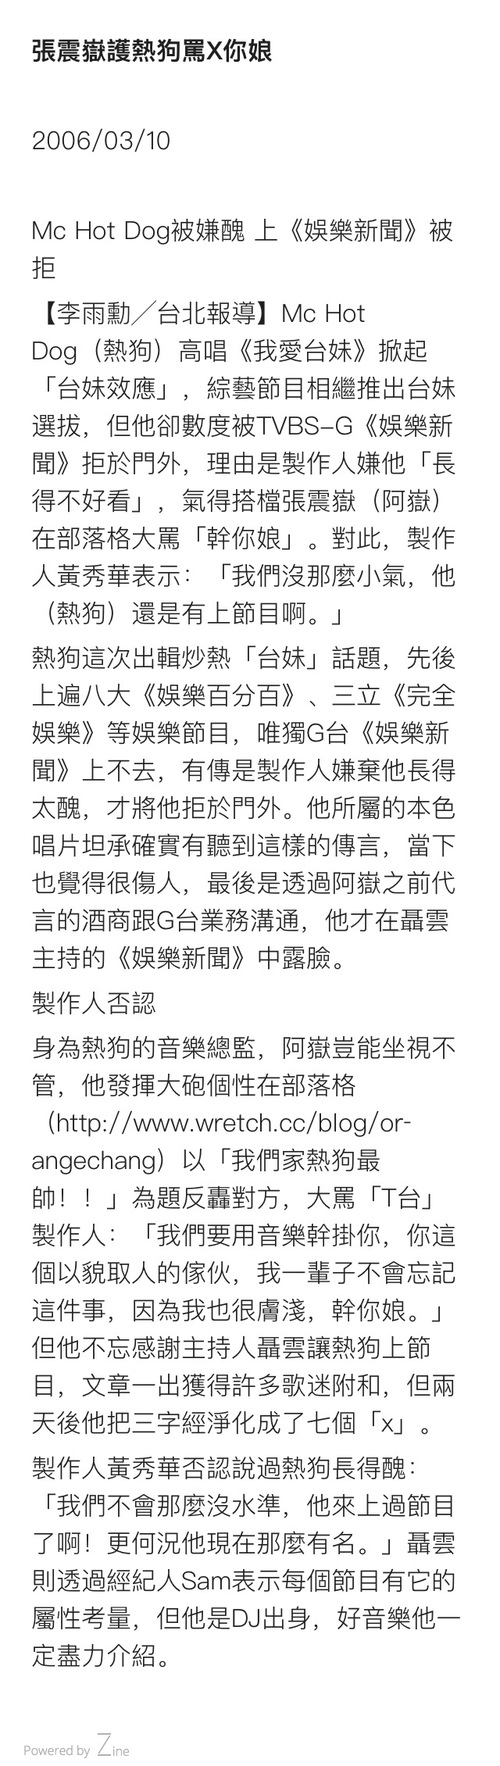 張震嶽護熱狗罵X你娘
2006/03/10
Mc Hot Dog被嫌醜 上《娛樂新聞》被
拒
【李雨勳╱台北報導】Mc Hot
Dog（熱狗）高唱《我愛台妹》掀起
「台妹效應」，綜藝節目相繼推出台妹
選拔，但他卻數度被TVBS–G《娛樂新
聞》拒於門外，理由是製作人嫌他「長
得不好看」，氣得搭檔張震嶽（阿嶽）
在部落格大罵「幹你娘」。對此，製作
人黃秀華表示：「我們沒那麼小氣，他
（熱狗）還是有上節目啊。」
熱狗這次出輯炒熱「台妹」話題，先後
上遍八大《娛樂百分百》、三立《完全
娛樂》等娛樂節目，唯獨G台《娛樂新
聞》上不去，有傳是製作人嫌棄他長得
太醜，才將他拒於門外。他所屬的本色
唱片坦承確實有聽到這樣的傳言，當下
也覺得很傷人，最後是透過阿嶽之前代
言的酒商跟G台業務溝通，他才在聶雲
主持的《娛樂新聞》中露臉。
製作人否認
身為熱狗的音樂總監，阿嶽豈能坐視不
管，他發揮大砲個性在部落格
（http://www.wretch.cc/blog/or-
angechang）以「我們家熱狗最
帥！！」為題反轟對方，大罵「T台」
製作人：「我們要用音樂幹掛你，你這
個以貌取人的傢伙，我一輩子不會忘記
這件事，因為我也很膚淺，幹你娘。」
但他不忘感謝主持人聶雲讓熱狗上節
目，文章一出獲得許多歌迷附和，但兩
天後他把三字經淨化成了七個「x」。
製作人黃秀華否認說過熱狗長得醜：
「我們不會那麼沒水準，他來上過節目
了啊！更何況他現在那麼有名。」聶雲
則透過經紀人Sam表示每個節目有它的
屬性考量，但他是DJ出身，好音樂他一
定盡力介紹。
Powered by Zine